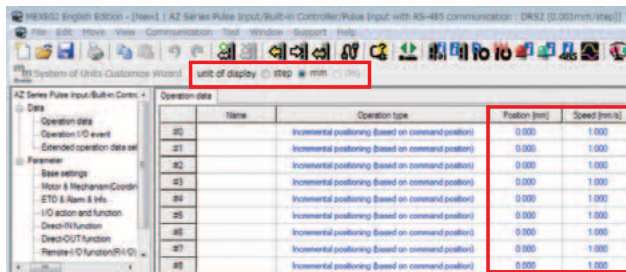 MEXE02 English Edition - [New1 | AZ Series Pulse Input/Built-in Controller/Pulse Input with RS-485 communication : DRS2 (0.001mm/step)]
File Edit Move View Communication Tool Window Support Help
System of Units Customize Wizard unit of display step mm deg
AZ Series Pulse Input/Built-in Contrc
Data
Operation data
Operation I/O event
Extended operation data set
Parameter
Base settings
Motor & Mechanism(Coordin
ETO & Alarm & Info
I/O action and function
Direct-IN function
Direct-OUT function
Remote-I/O function(R-I/O)
Operation data
Name Operation type Position [mm] Speed [mm/s]
#0 Incremental positioning (based on command position) 0.000 1.000
#1 Incremental positioning (based on command position) 0.000 1.000
#2 Incremental positioning (based on command position) 0.000 1.000
#3 Incremental positioning (based on command position) 0.000 1.000
#4 Incremental positioning (based on command position) 0.000 1.000
#5 Incremental positioning (based on command position) 0.000 1.000
#6 Incremental positioning (based on command position) 0.000 1.000
#7 Incremental positioning (based on command position) 0.000 1.000
#8 Incremental positioning (based on command position) 0.000 1.000